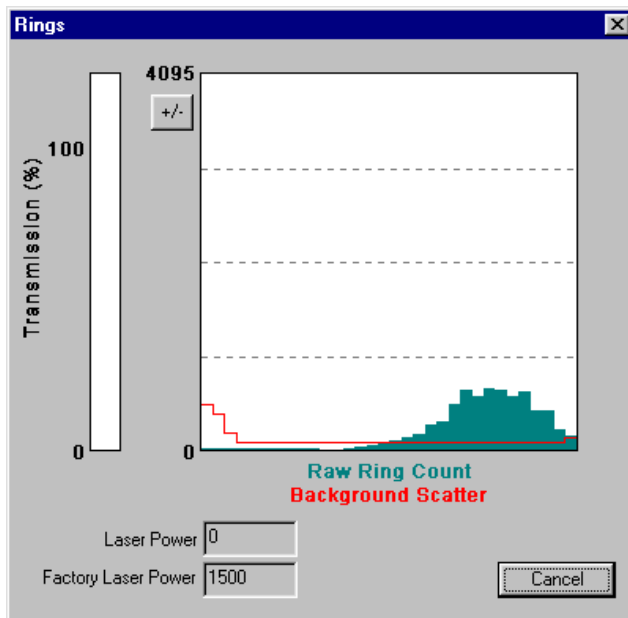 Rings
4095
+/-
100
Transmission (%)
0
0
Raw Ring Count
Background Scatter
Laser Power 0
Factory Laser Power 1500
Cancel